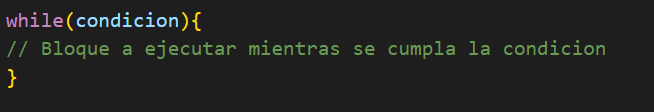 while(condicion){
// Bloque a ejecutar mientras se cumpla la condicion
}